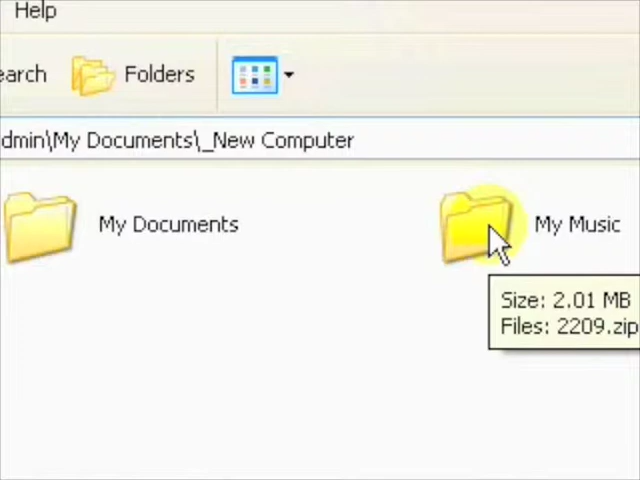 Help
earch Folders
dmin\My Documents\_New Computer
My Documents
My Music
Size: 2.01 MB
Files: 2209.zip